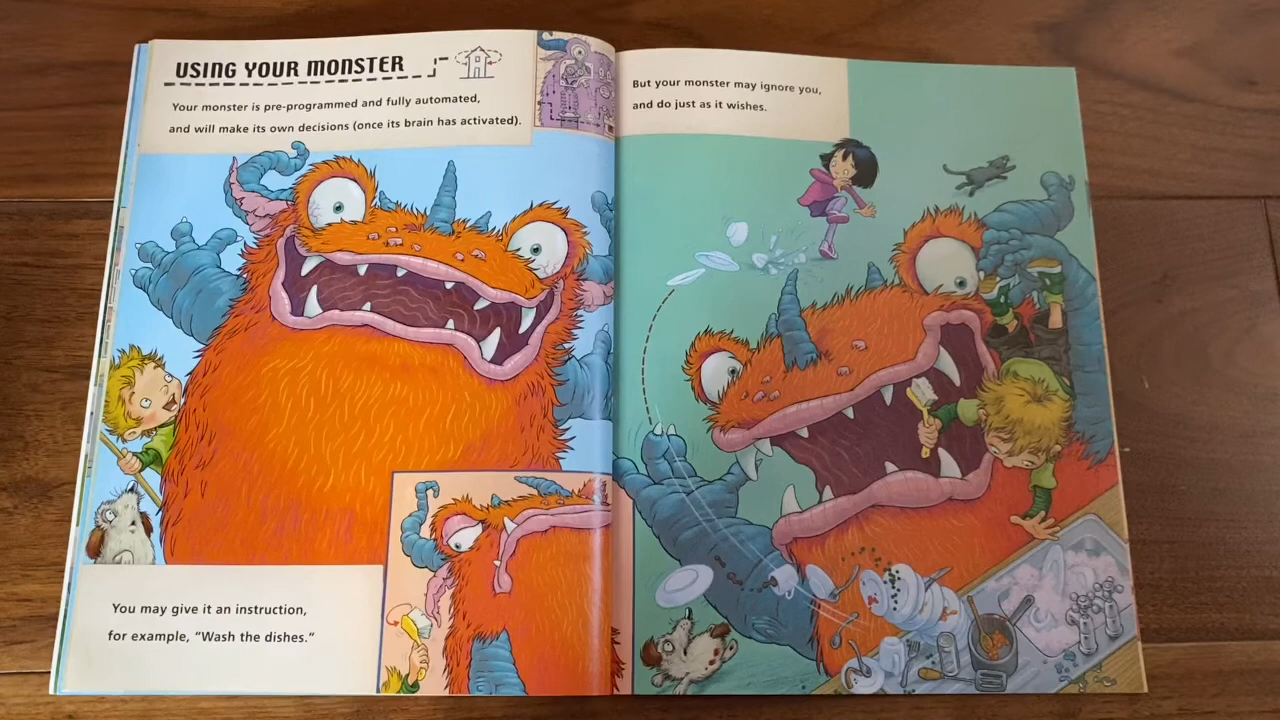 USING YOUR MONSTER
Your monster is pre-programmed and fully automated,
and will make its own decisions (once its brain has activated).
You may give it an instruction,
for example, “Wash the dishes.”
But your monster may ignore you,
and do just as it wishes.